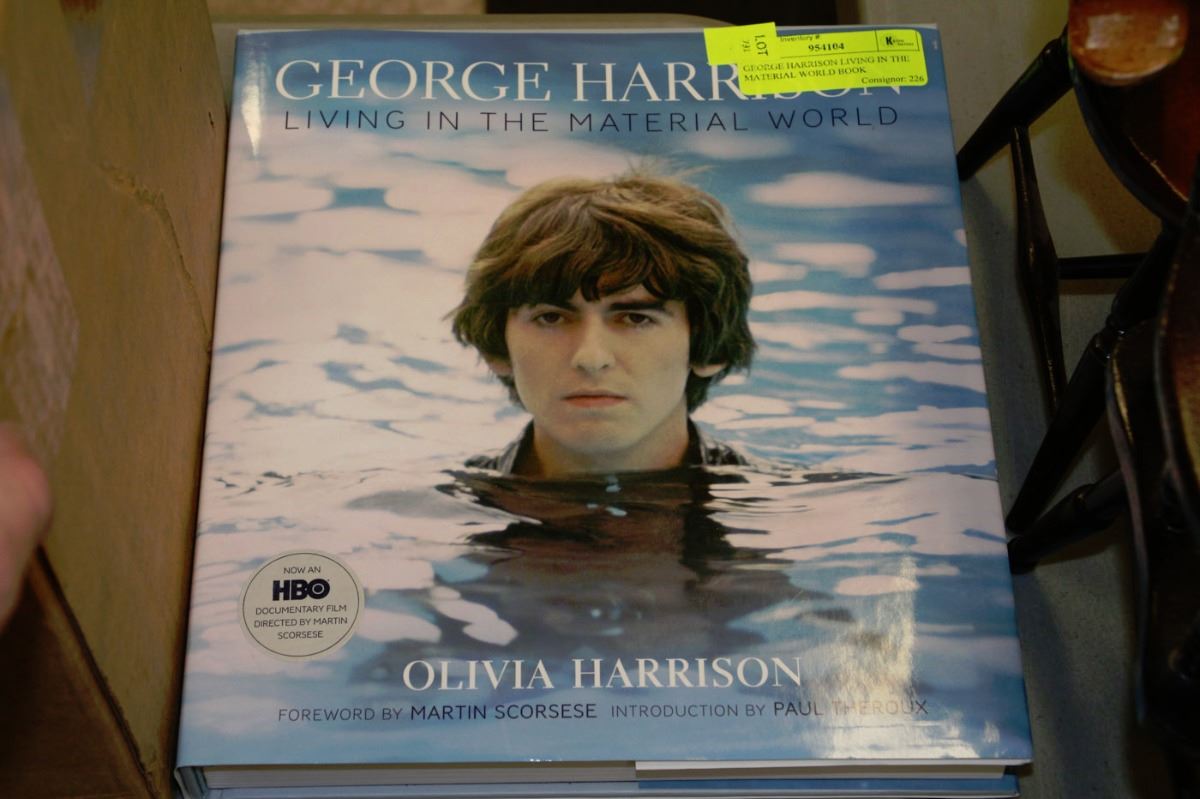 GEORGE HARRISON
LIVING IN THE MATERIAL WORLD
LOT
791
Inventory #:
954104
GEORGE HARRISON LIVING IN THE
MATERIAL WORLD BOOK
Consignor: 226
NOW AN
HBO
DOCUMENTARY FILM
DIRECTED BY MARTIN
SCORSESE
OLIVIA HARRISON
FOREWORD BY MARTIN SCORSESE INTRODUCTION BY PAUL THEROUX